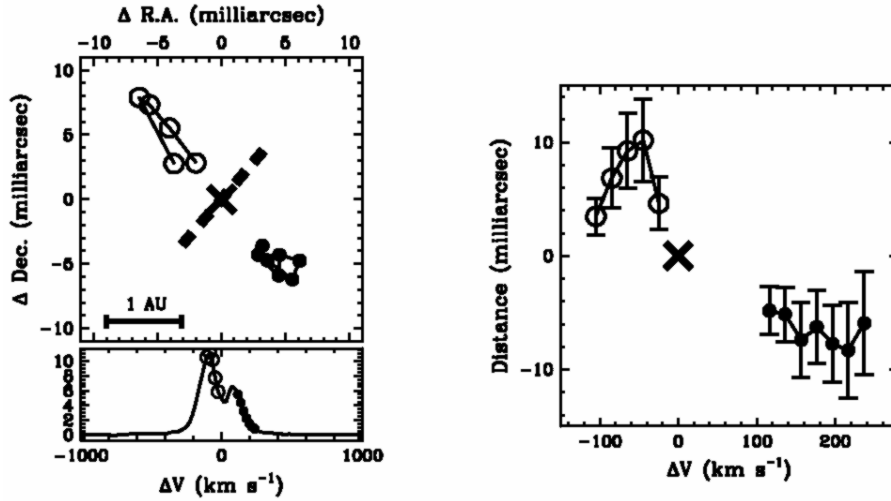 Δ R.A. (milliarcsec)
-10 -5 0 5 10
Δ Dec. (milliarcsec)
10
5
0
-5
-10
1 AU
10
8
6
4
2
0
-1000 0 1000
ΔV (km s⁻¹)
Distance (milliarcsec)
10
0
-10
-100 0 100 200
ΔV (km s⁻¹)